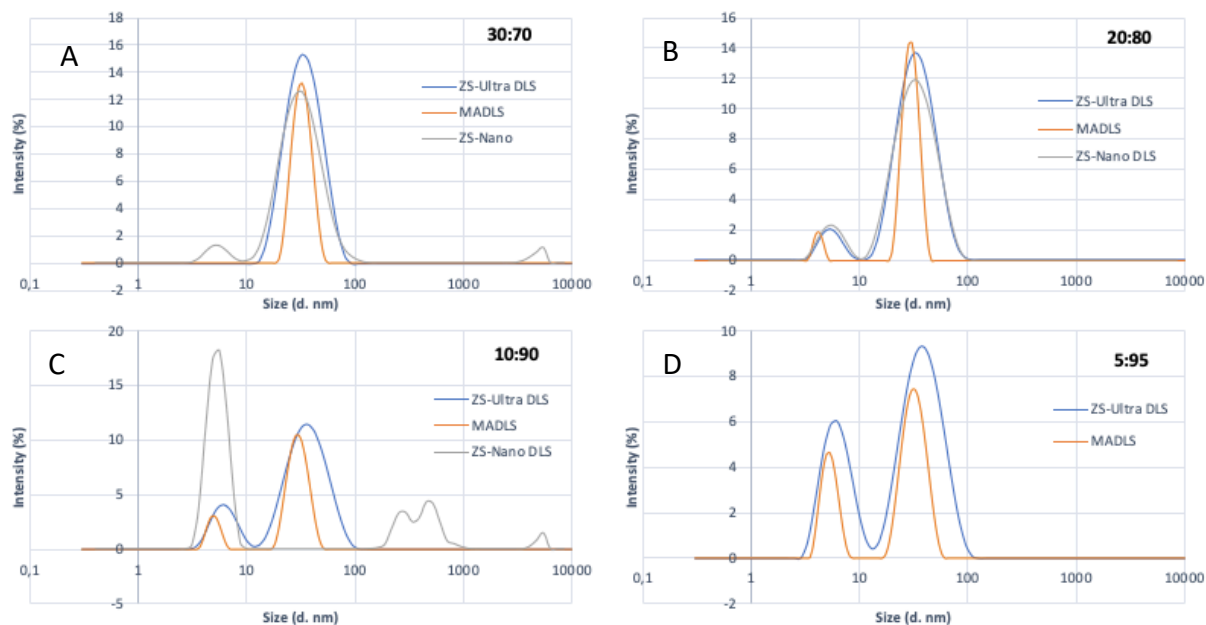 A
30:70
18
16
14
12
10
8
6
4
2
0
-2
Intensity (%)
ZS-Ultra DLS
MADLS
ZS-Nano
0,1
1
10
100
1000
10000
Size (d. nm)
B
20:80
16
14
12
10
8
6
4
2
0
-2
Intensity (%)
ZS-Ultra DLS
MADLS
ZS-Nano DLS
0,1
1
10
100
1000
10000
Size (d. nm)
C
10:90
20
15
10
5
0
-5
Intensity (%)
ZS-Ultra DLS
MADLS
ZS-Nano DLS
0,1
1
10
100
1000
10000
Size (d. nm)
D
5:95
10
8
6
4
2
0
-2
Intensity (%)
ZS-Ultra DLS
MADLS
0,1
1
10
100
1000
10000
Size (d. nm)